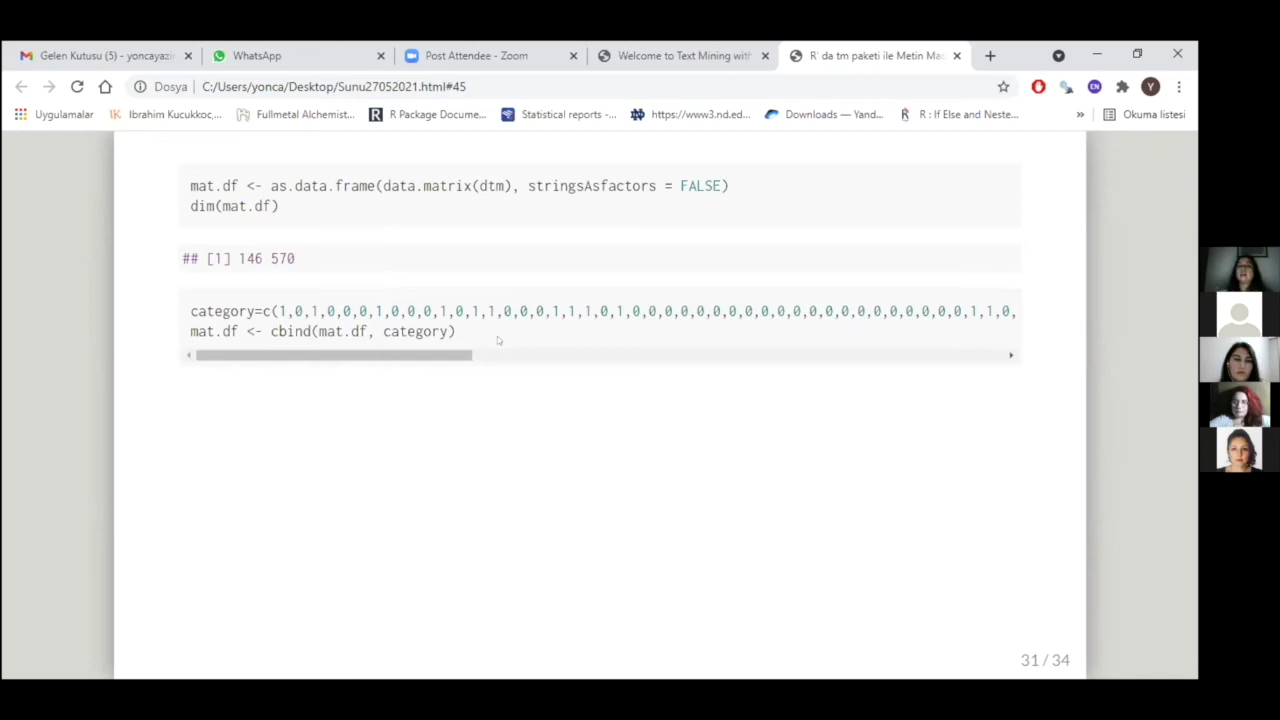 Gelen Kutusu (5) - yoncayazir
WhatsApp
Post Attendee - Zoom
Welcome to Text Mining with
R' da tm paketi ile Metin Mad
Dosya
C:/Users/yonca/Desktop/Sunu27052021.html#45
EN
Y
Uygulamalar
Ibrahim Kucukkoc,...
Fullmetal Alchemist...
R Package Docume...
Statistical reports -...
https://www3.nd.ed...
Downloads — Yand...
R : If Else and Neste...
»
Okuma listesi
mat.df <- as.data.frame(data.matrix(dtm), stringsAsfactors = FALSE)
dim(mat.df)
## [1] 146 570
category=c(1,0,1,0,0,0,1,0,0,0,1,0,1,1,0,0,0,1,1,1,0,1,0,0,0,0,0,0,0,0,0,0,0,0,0,0,0,0,0,0,0,0,0,1,1,0,
mat.df <- cbind(mat.df, category)
31 / 34